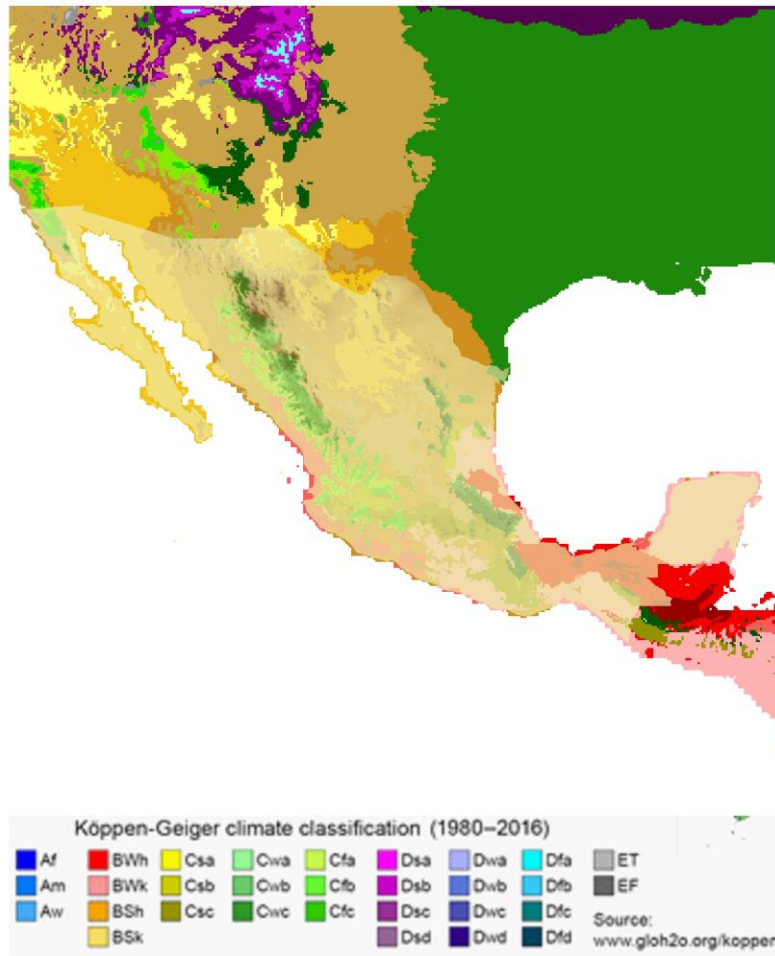 Köppen-Geiger climate classification (1980–2016)
Af BWh Csa Cwa Cfa Dsa Dwa Dfa ET
Am BWk Csb Cwb Cfb Dsb Dwb Dfb EF
Aw BSh Csc Cwc Cfc Dsc Dwc Dfc Source:
BSk Dsd Dwd Dfd www.gloh2o.org/koppen